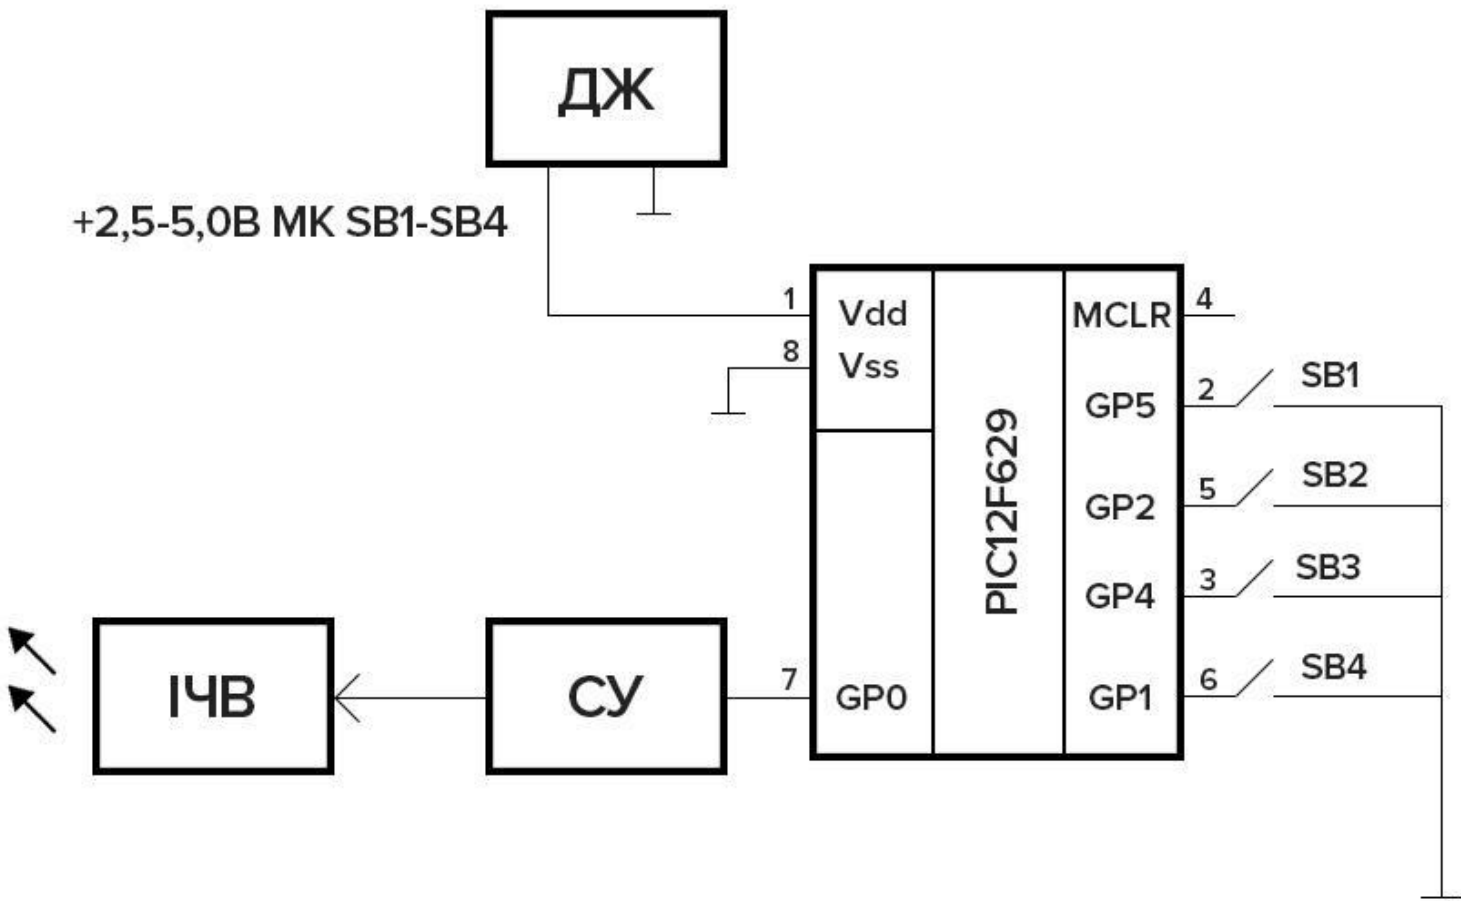 ДЖ
+2,5-5,0В МК SB1-SB4
1
Vdd
MCLR
4
8
Vss
2
SB1
GP5
PIC12F629
5
SB2
GP2
3
SB3
GP4
ІЧВ
СУ
7
GP0
GP1
6
SB4